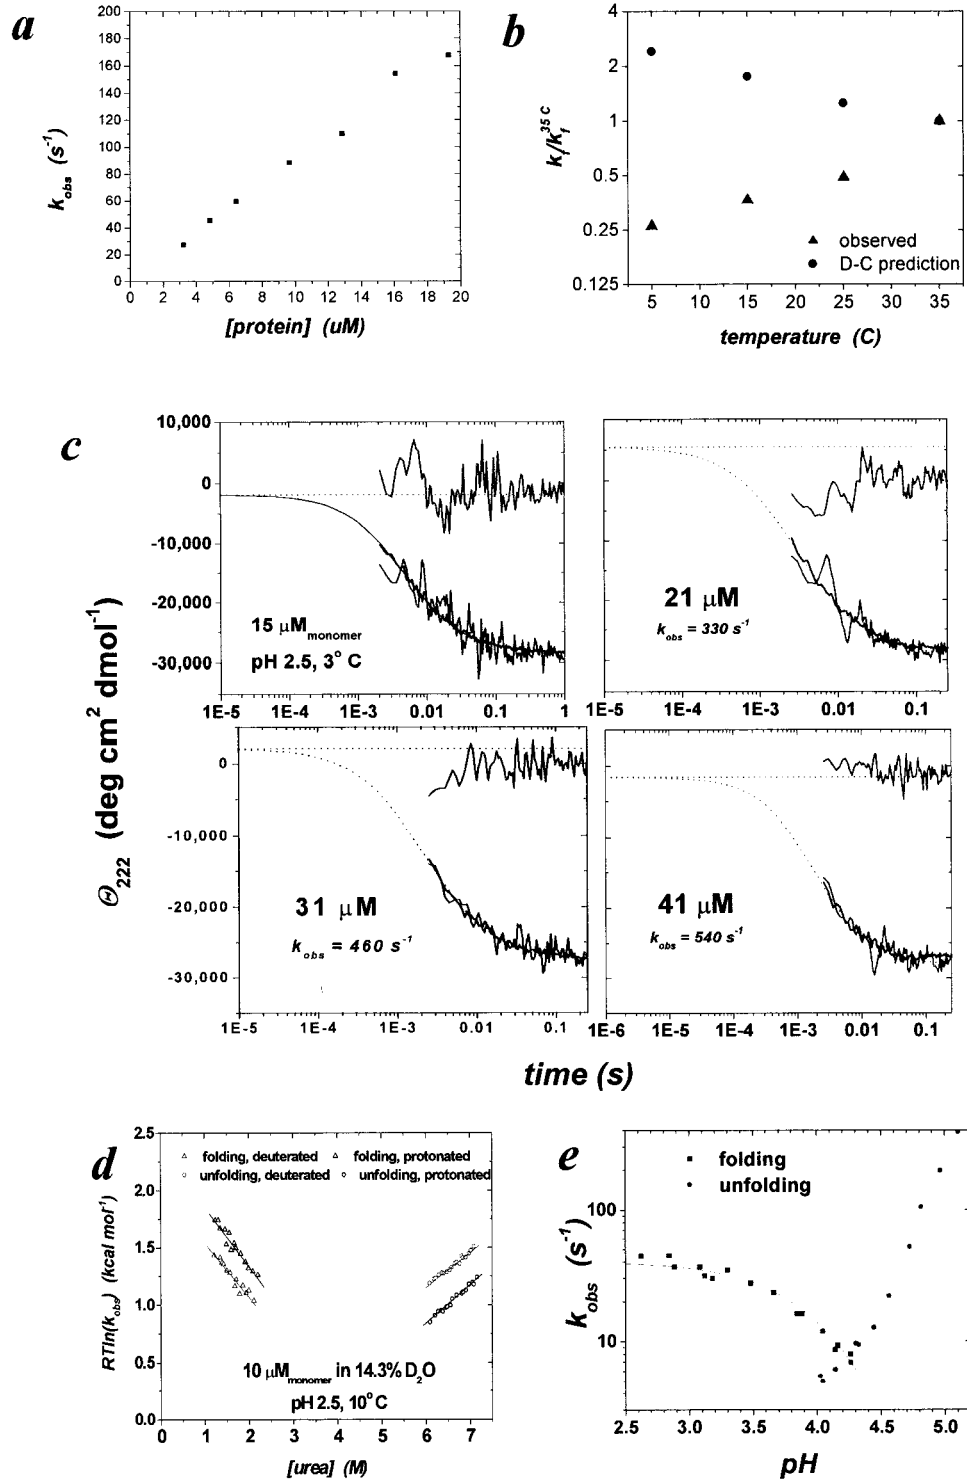 a
200
180
160
140
120
100
80
60
40
20
0
0 2 4 6 8 10 12 14 16 18 20
k_obs (s⁻¹)
[protein] (uM)
b
4
2
1
0.5
0.25
0.125
k_f/k_f^35 C
▲ observed
● D-C prediction
5 10 15 20 25 30 35
temperature (C)
c
10,000
0
-10,000
-20,000
-30,000
15 μM_monomer
pH 2.5, 3° C
1E-5 1E-4 1E-3 0.01 0.1 1
21 μM
k_obs = 330 s⁻¹
1E-5 1E-4 1E-3 0.01 0.1
Θ_222 (deg cm² dmol⁻¹)
0
-10,000
-20,000
-30,000
31 μM
k_obs = 460 s⁻¹
1E-5 1E-4 1E-3 0.01 0.1
41 μM
k_obs = 540 s⁻¹
1E-6 1E-5 1E-4 1E-3 0.01 0.1
time (s)
d
2.5
2.0
1.5
1.0
0.5
0.0
RTln(k_obs) (kcal mol⁻¹)
△ folding, deuterated △ folding, protonated
○ unfolding, deuterated ○ unfolding, protonated
10 μM_monomer in 14.3% D₂O
pH 2.5, 10° C
0 1 2 3 4 5 6 7
[urea] (M)
e
■ folding
● unfolding
100
10
k_obs (s⁻¹)
2.5 3.0 3.5 4.0 4.5 5.0
pH